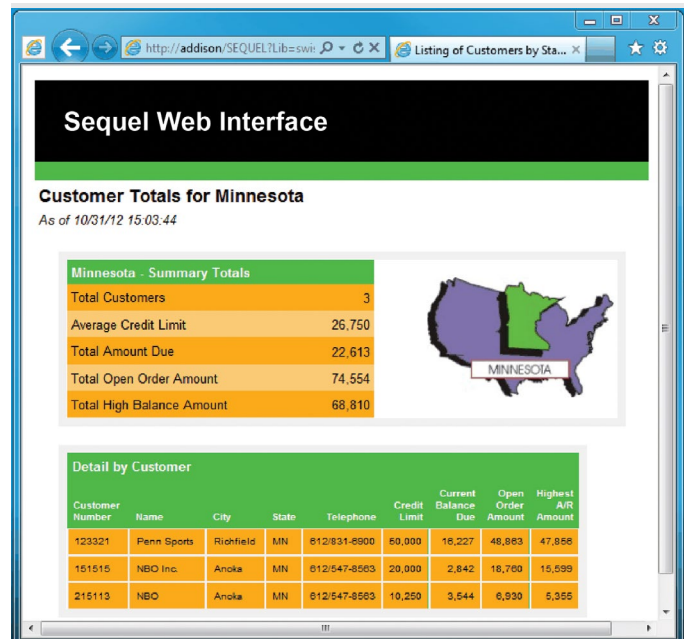 http://addison/SEQUEL?Lib=swi
Listing of Customers by Sta...
Sequel Web Interface
Customer Totals for Minnesota
As of 10/31/12 15:03:44
Minnesota - Summary Totals
Total Customers 3
Average Credit Limit 26,750
Total Amount Due 22,613
Total Open Order Amount 74,554
Total High Balance Amount 68,810
MINNESOTA
Detail by Customer
Customer Number Name City State Telephone Credit Limit Current Balance Due Open Order Amount Highest A/R Amount
123321 Penn Sports Richfield MN 612/831-6900 50,000 16,227 48,863 47,856
151515 NBO Inc. Anoka MN 612/547-8563 20,000 2,842 18,760 15,599
215113 NBO Anoka MN 612/547-8563 10,250 3,544 6,930 5,355